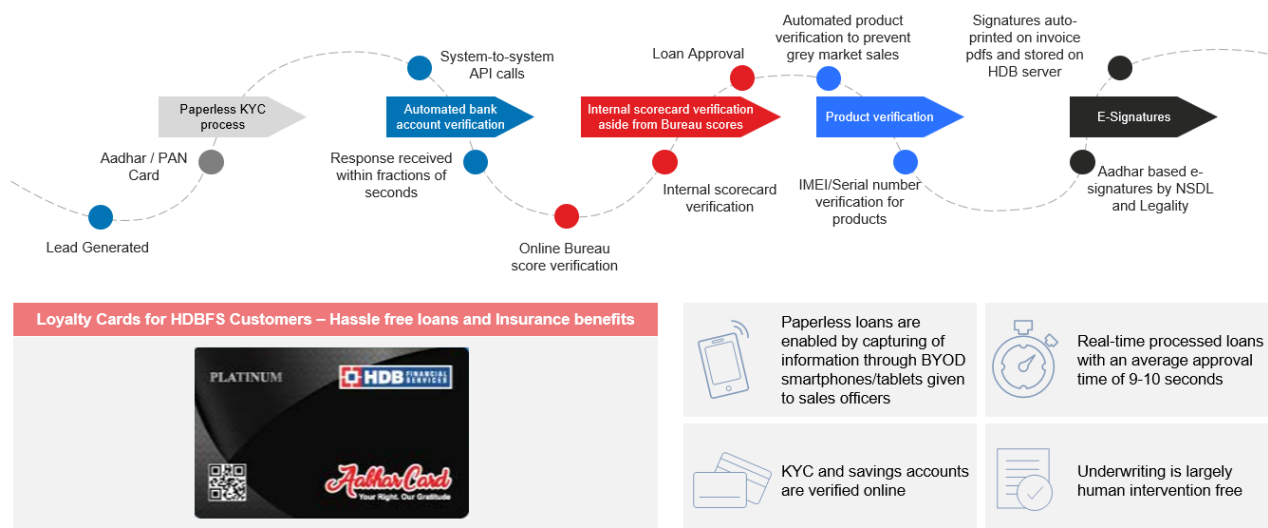 Automated product
verification to prevent
grey market sales
Signatures auto-
printed on invoice
pdfs and stored on
HDB server
System-to-system
API calls
Loan Approval
Paperless KYC
process
Automated bank
account verification
Internal scorecard verification
aside from Bureau scores
Product verification
E-Signatures
Aadhar / PAN
Card
Response received
within fractions of
seconds
Internal scorecard
verification
IMEI/Serial number
verification for
products
Aadhar based e-
signatures by NSDL
and Legality
Lead Generated
Online Bureau
score verification
Loyalty Cards for HDBFS Customers – Hassle free loans and Insurance benefits
PLATINUM
HDB FINANCIAL
SERVICES
Aabhar Card
Your Right. Our Gratitude
Paperless loans are
enabled by capturing of
information through BYOD
smartphones/tablets given
to sales officers
Real-time processed loans
with an average approval
time of 9-10 seconds
KYC and savings accounts
are verified online
Underwriting is largely
human intervention free